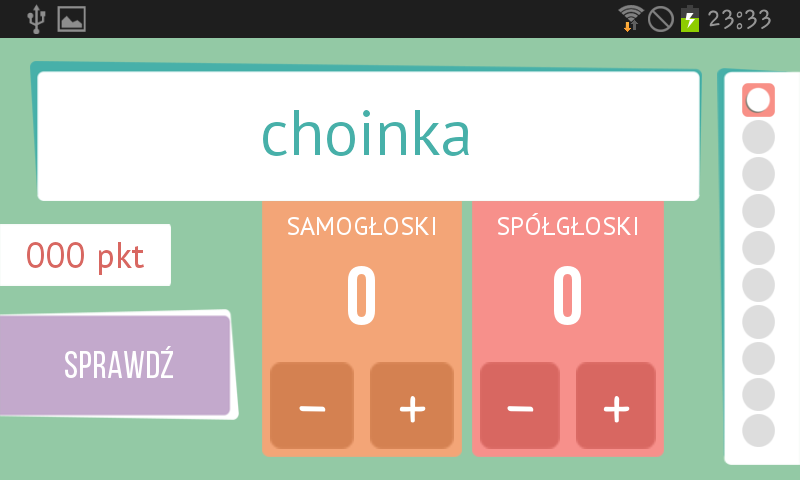 23:33
choinka
000 pkt
SAMOGŁOSKI
SPÓŁGŁOSKI
0
0
SPRAWDŹ
− +
− +